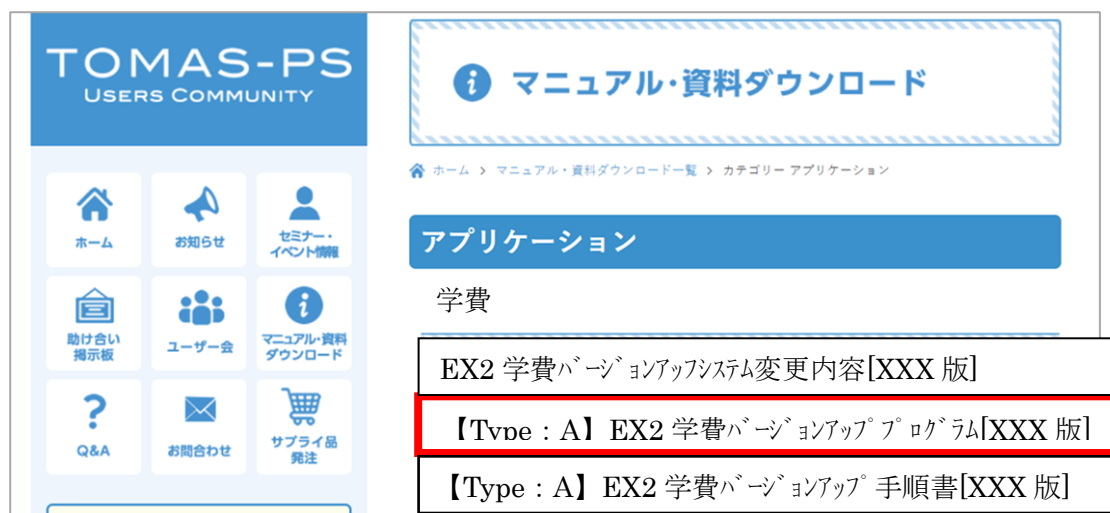 TOMAS-PS
USERS COMMUNITY
ホーム
お知らせ
セミナー・
イベント情報
助け合い
掲示板
ユーザー会
マニュアル・資料
ダウンロード
Q&A
お問合わせ
サプライ品
発注
マニュアル・資料ダウンロード
ホーム > マニュアル・資料ダウンロード一覧 > カテゴリー アプリケーション
アプリケーション
学費
EX2 学費ﾊﾞｰｼﾞｮﾝｱｯﾌﾟｼｽﾃﾑ変更内容[XXX 版]
【Type：A】EX2 学費ﾊﾞｰｼﾞｮﾝｱｯﾌﾟﾌﾟﾛｸﾞﾗﾑ[XXX 版]
【Type：A】EX2 学費ﾊﾞｰｼﾞｮﾝｱｯﾌﾟ手順書[XXX 版]